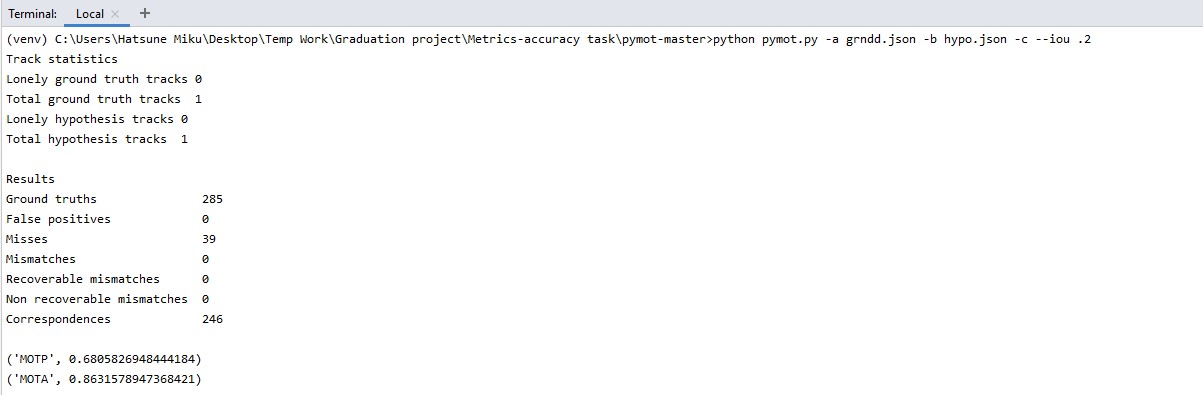 Terminal: Local × +
(venv) C:\Users\Hatsune Miku\Desktop\Temp Work\Graduation project\Metrics-accuracy task\pymot-master>python pymot.py -a grndd.json -b hypo.json -c --iou .2
Track statistics
Lonely ground truth tracks 0
Total ground truth tracks  1
Lonely hypothesis tracks 0
Total hypothesis tracks  1

Results
Ground truths               285
False positives             0
Misses                      39
Mismatches                  0
Recoverable mismatches      0
Non recoverable mismatches  0
Correspondences             246

('MOTP', 0.6805826948444184)
('MOTA', 0.8631578947368421)